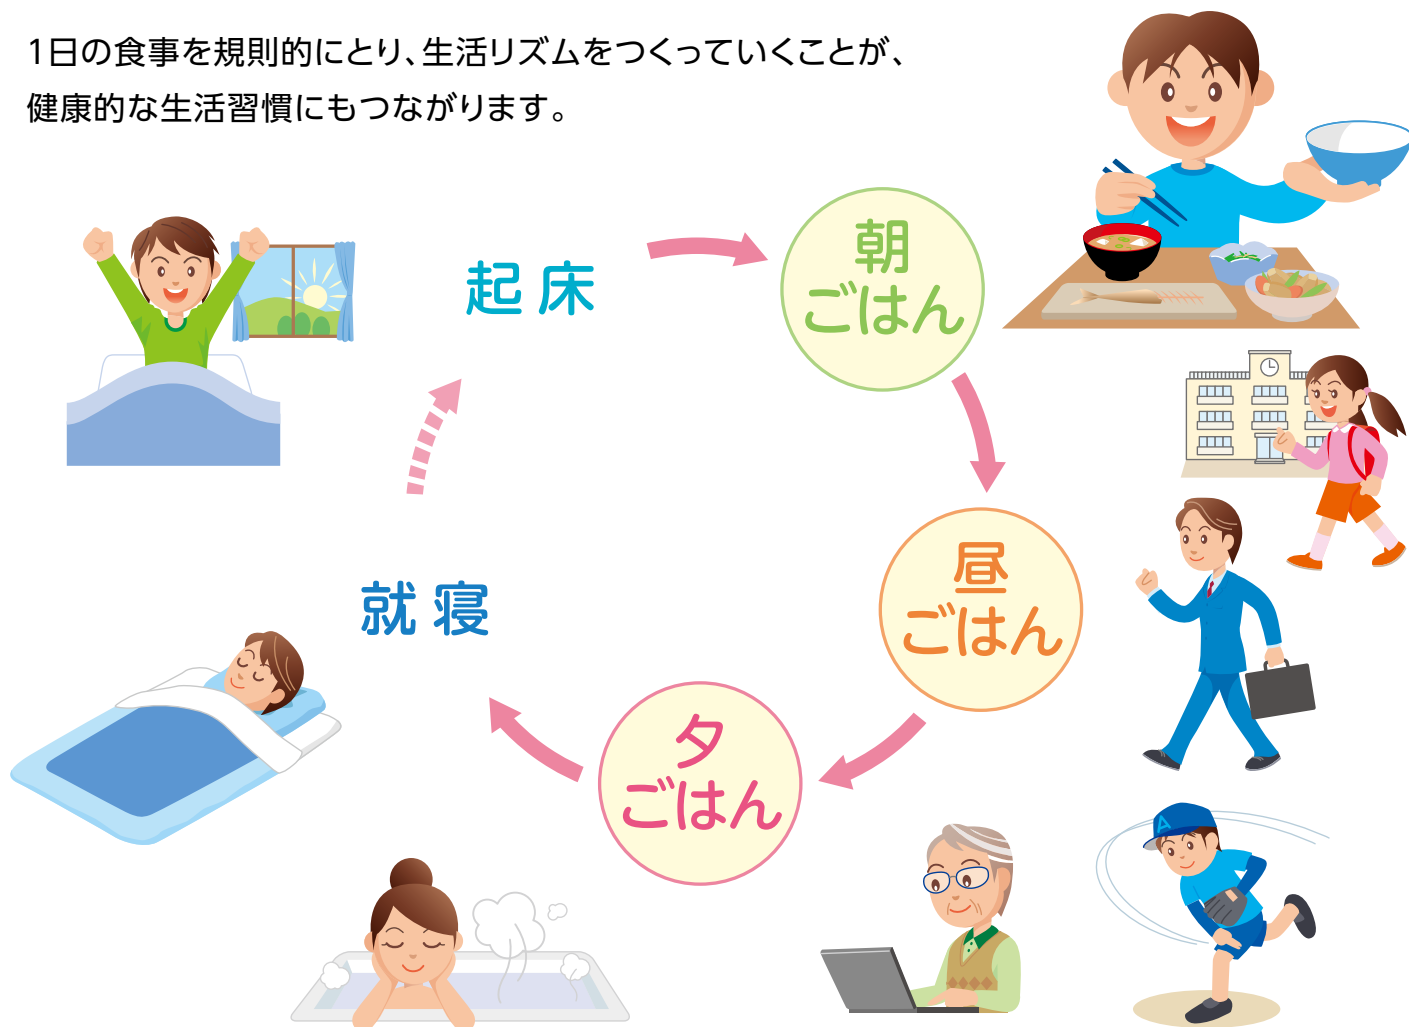 1日の食事を規則的にとり、生活リズムをつくっていくことが、
健康的な生活習慣にもつながります。
起床
朝
ごはん
昼
ごはん
夕
ごはん
就寝
A